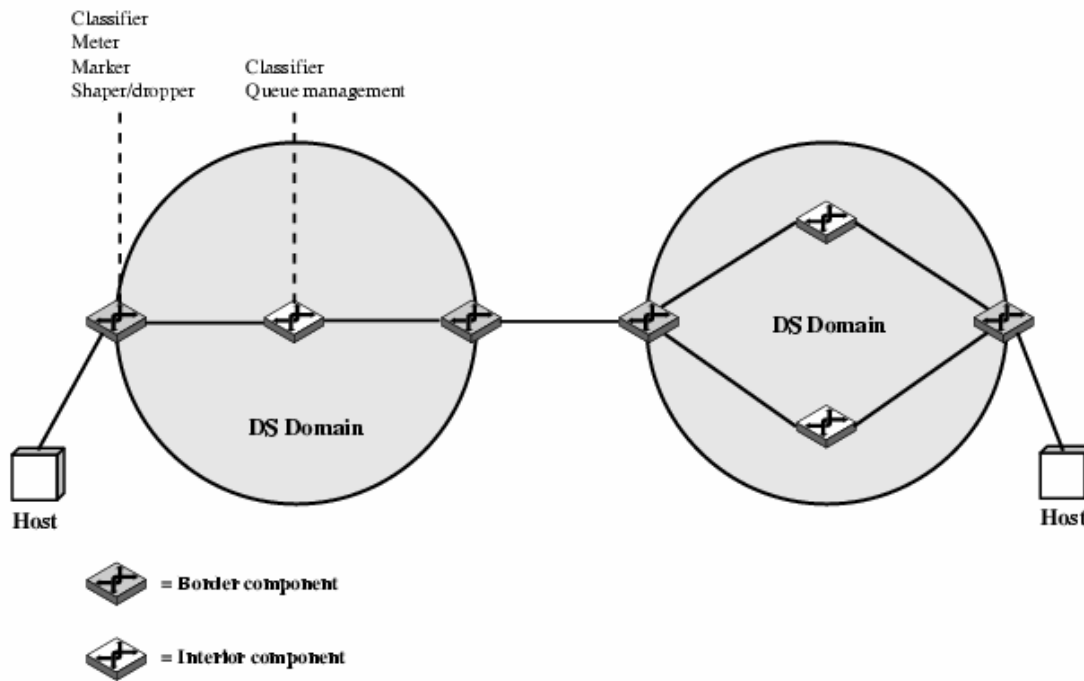 Classifier
Meter
Marker
Shaper/dropper
Classifier
Queue management
DS Domain
DS Domain
Host
Host
= Border component
= Interior component